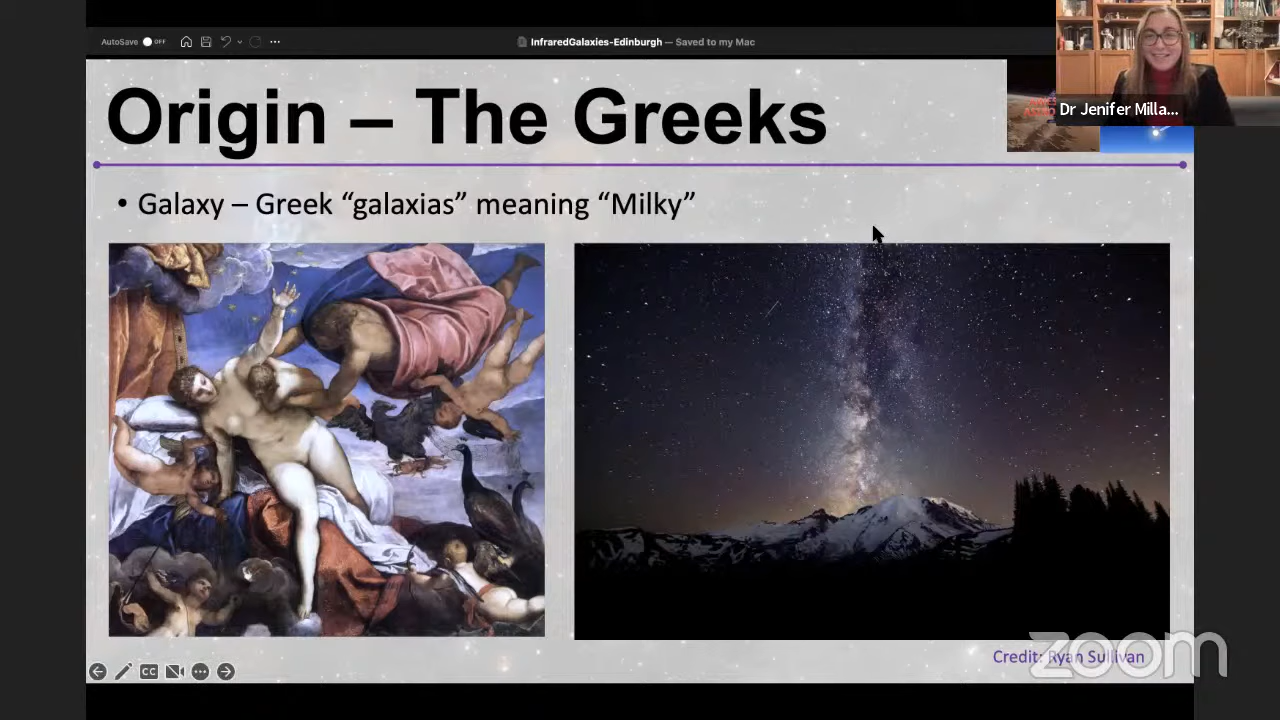 AutoSave OFF
InfraredGalaxies-Edinburgh — Saved to my Mac
Dr Jenifer Milla...
Origin – The Greeks
• Galaxy – Greek “galaxias” meaning “Milky”
CC
Credit: Ryan Sullivan
zoom